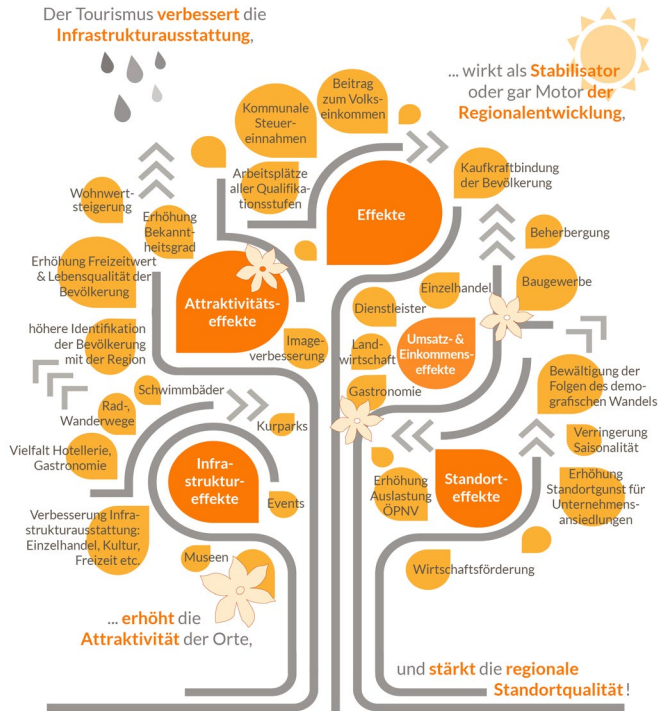 Der Tourismus verbessert die
Infrastrukturausstattung,
... wirkt als Stabilisator
oder gar Motor der
Regionalentwicklung,
Beitrag
zum Volks-
einkommen
Kommunale
Steuer-
einnahmen
Arbeitsplätze
aller Qualifika-
tionsstufen
Effekte
Kaufkraftbindung
der Bevölkerung
Wohnwert-
steigerung
Erhöhung
Bekannt-
heitsgrad
Erhöhung Freizeitwert
& Lebensqualität der
Bevölkerung
Attraktivitäts-
effekte
höhere Identifikation
der Bevölkerung
mit der Region
Image-
verbesserung
Beherbergung
Baugewerbe
Einzelhandel
Dienstleister
Umsatz- &
Einkommens-
effekte
Land-
wirtschaft
Gastronomie
Bewältigung der
Folgen des demo-
grafischen Wandels
Schwimmbäder
Rad-,
Wanderwege
Kurparks
Vielfalt Hotellerie,
Gastronomie
Infra-
struktur-
effekte
Events
Verbesserung Infra-
strukturausstattung:
Einzelhandel, Kultur,
Freizeit etc.
Museen
Verringerung
Saisonalität
Erhöhung
Auslastung
ÖPNV
Standort-
effekte
Erhöhung
Standortgunst für
Unternehmens-
ansiedlungen
Wirtschaftsförderung
... erhöht die
Attraktivität der Orte,
und stärkt die regionale
Standortqualität!